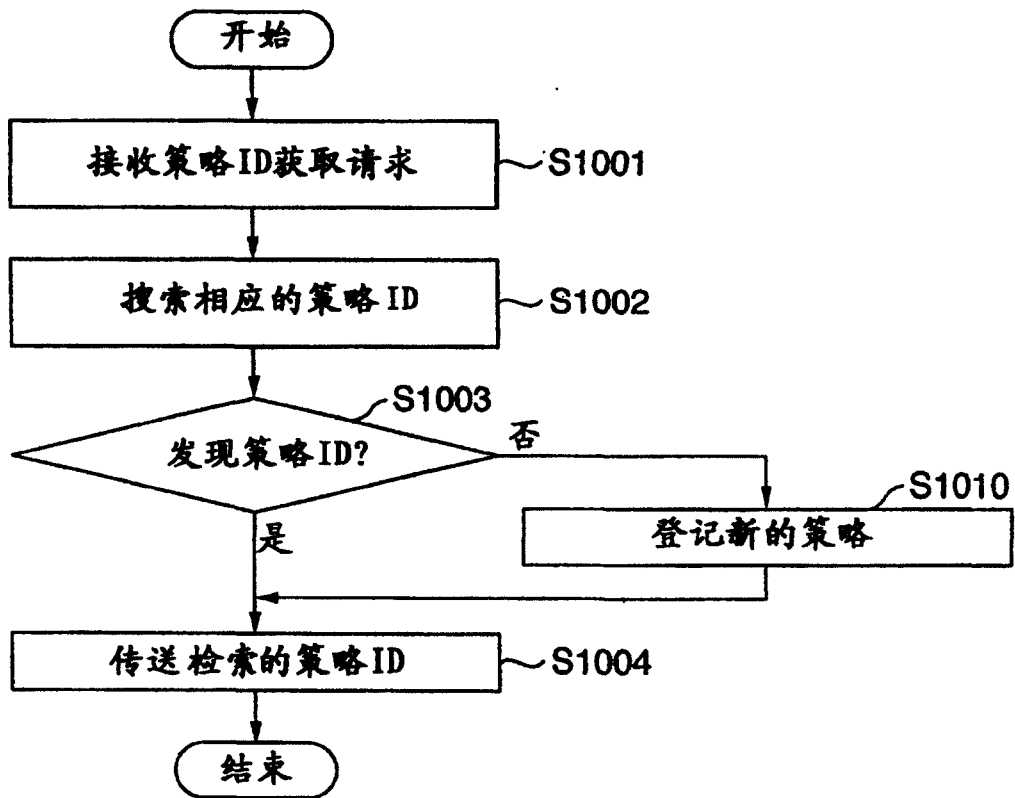 开始
接收策略ID获取请求
S1001
搜索相应的策略ID
S1002
S1003
发现策略ID?
否
S1010
登记新的策略
是
传送检索的策略ID
S1004
结束